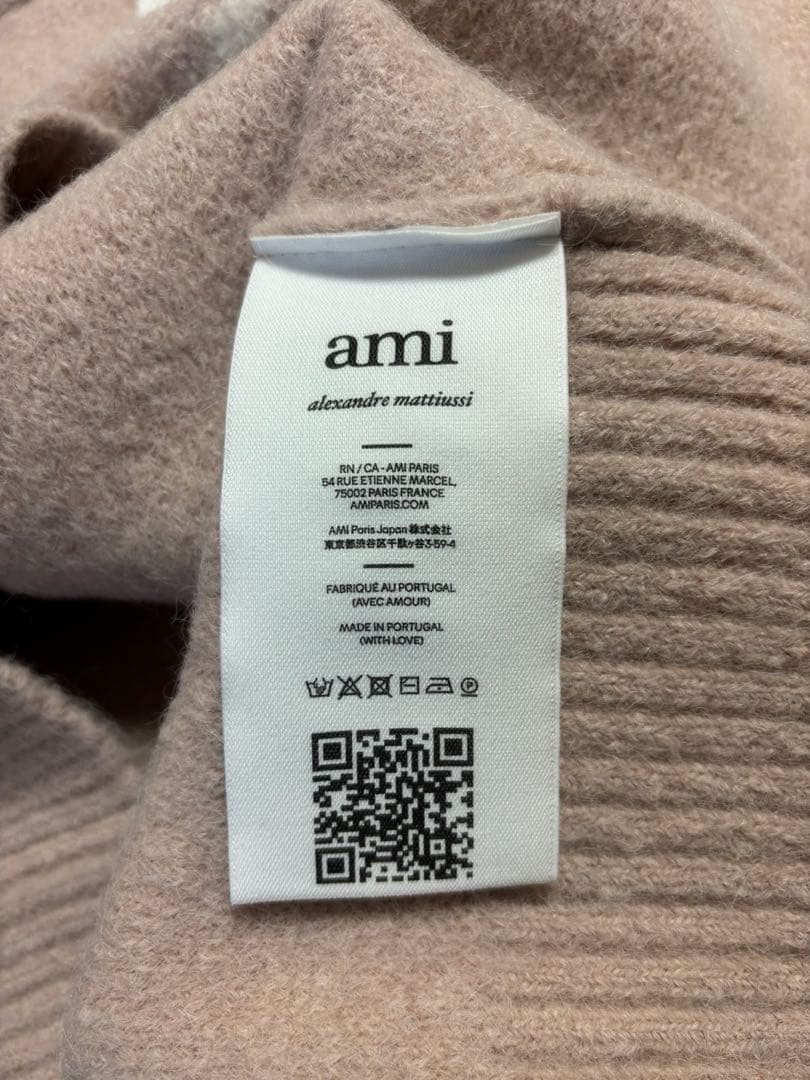 ami
alexandre mattiussi
RN / CA - AMI PARIS
54 RUE ETIENNE MARCEL,
75002 PARIS FRANCE
AMIPARIS.COM
AMI Paris Japan 株式会社
東京都渋谷区千駄ヶ谷3-59-4
FABRIQUÉ AU PORTUGAL
(AVEC AMOUR)
MADE IN PORTUGAL
(WITH LOVE)
P